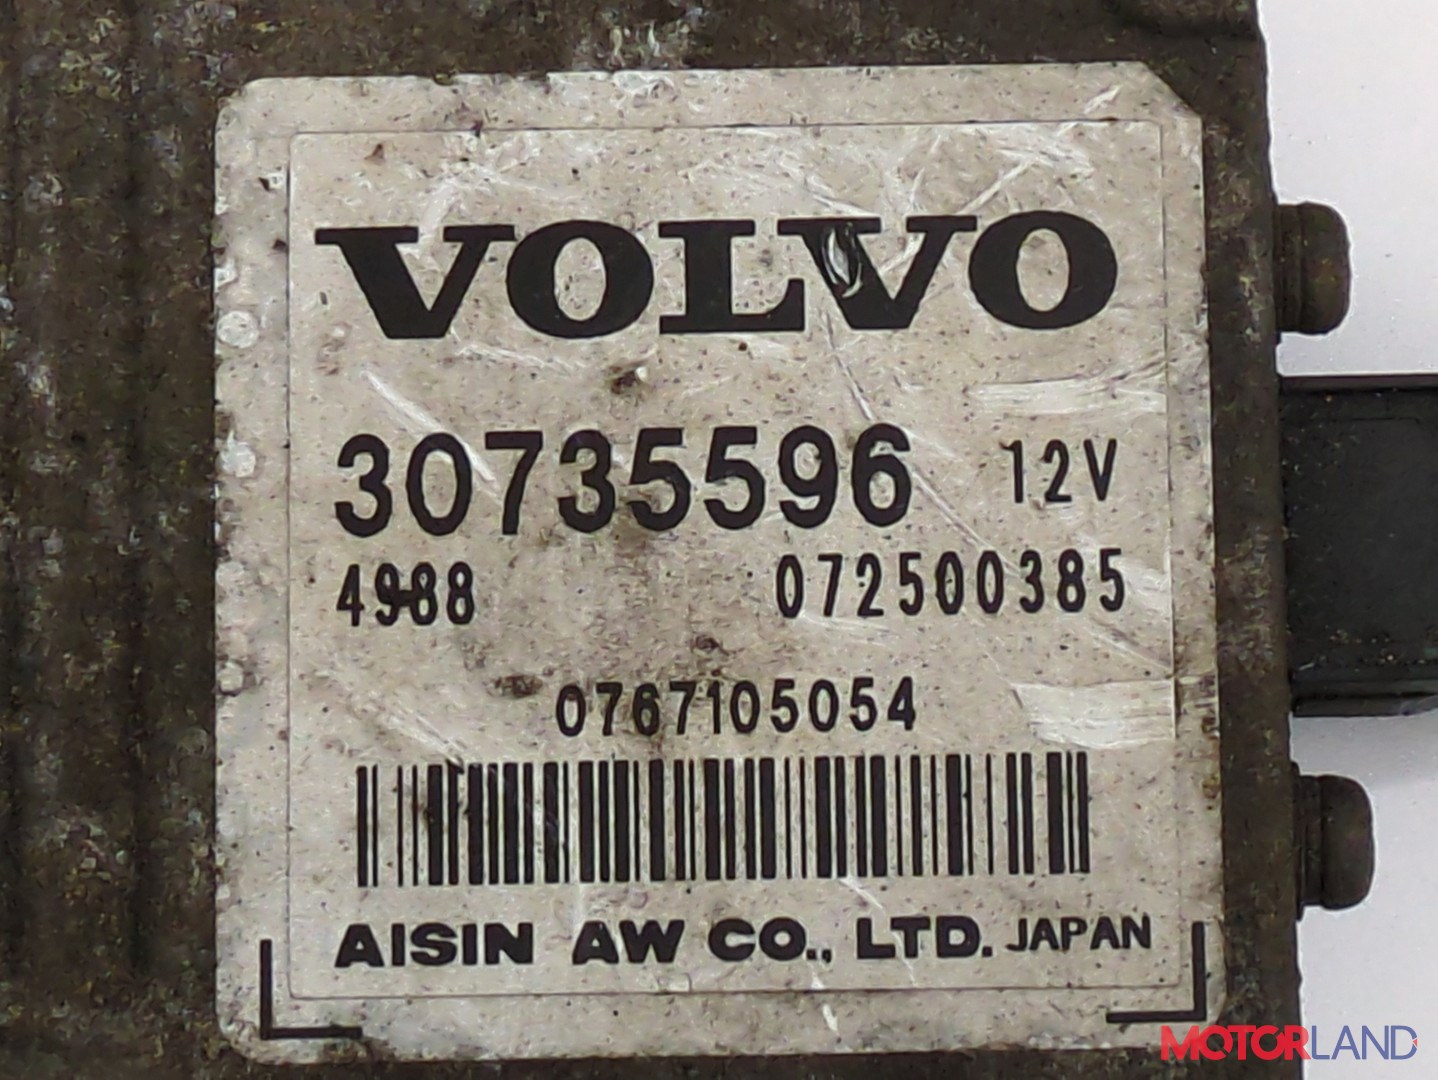 VOLVO
30735596 12V
4988 072500385
0767105054
AISIN AW CO., LTD. JAPAN
MOTORLAND